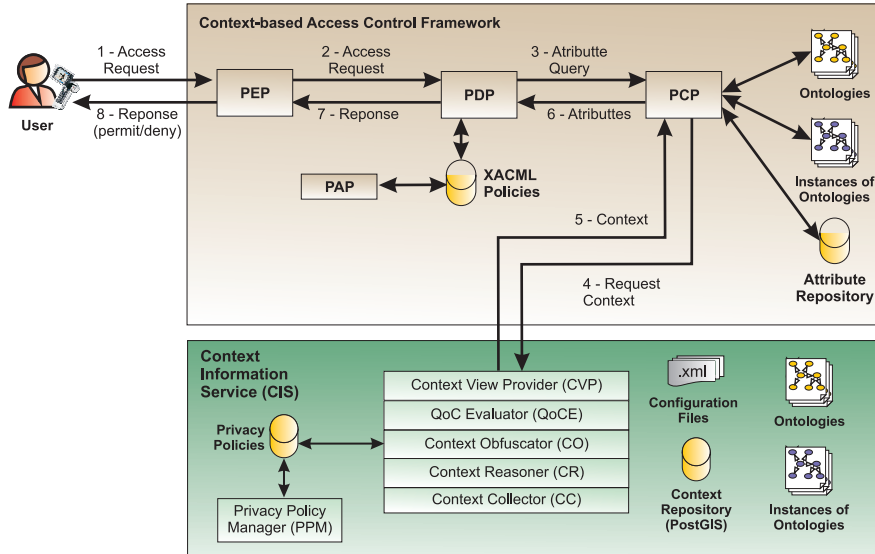 Context-based Access Control Framework
1 - Access
Request
2 - Access
Request
3 - Atributte
Query
PEP
PDP
PCP
User
8 - Reponse
(permit/deny)
7 - Reponse
6 - Atributtes
Ontologies
PAP
XACML
Policies
Instances of
Ontologies
5 - Context
4 - Request
Context
Attribute
Repository
Context
Information
Service (CIS)
Context View Provider (CVP)
QoC Evaluator (QoCE)
Context Obfuscator (CO)
Context Reasoner (CR)
Context Collector (CC)
Privacy
Policies
Privacy Policy
Manager (PPM)
.xml
Configuration
Files
Ontologies
Context
Repository
(PostGIS)
Instances of
Ontologies